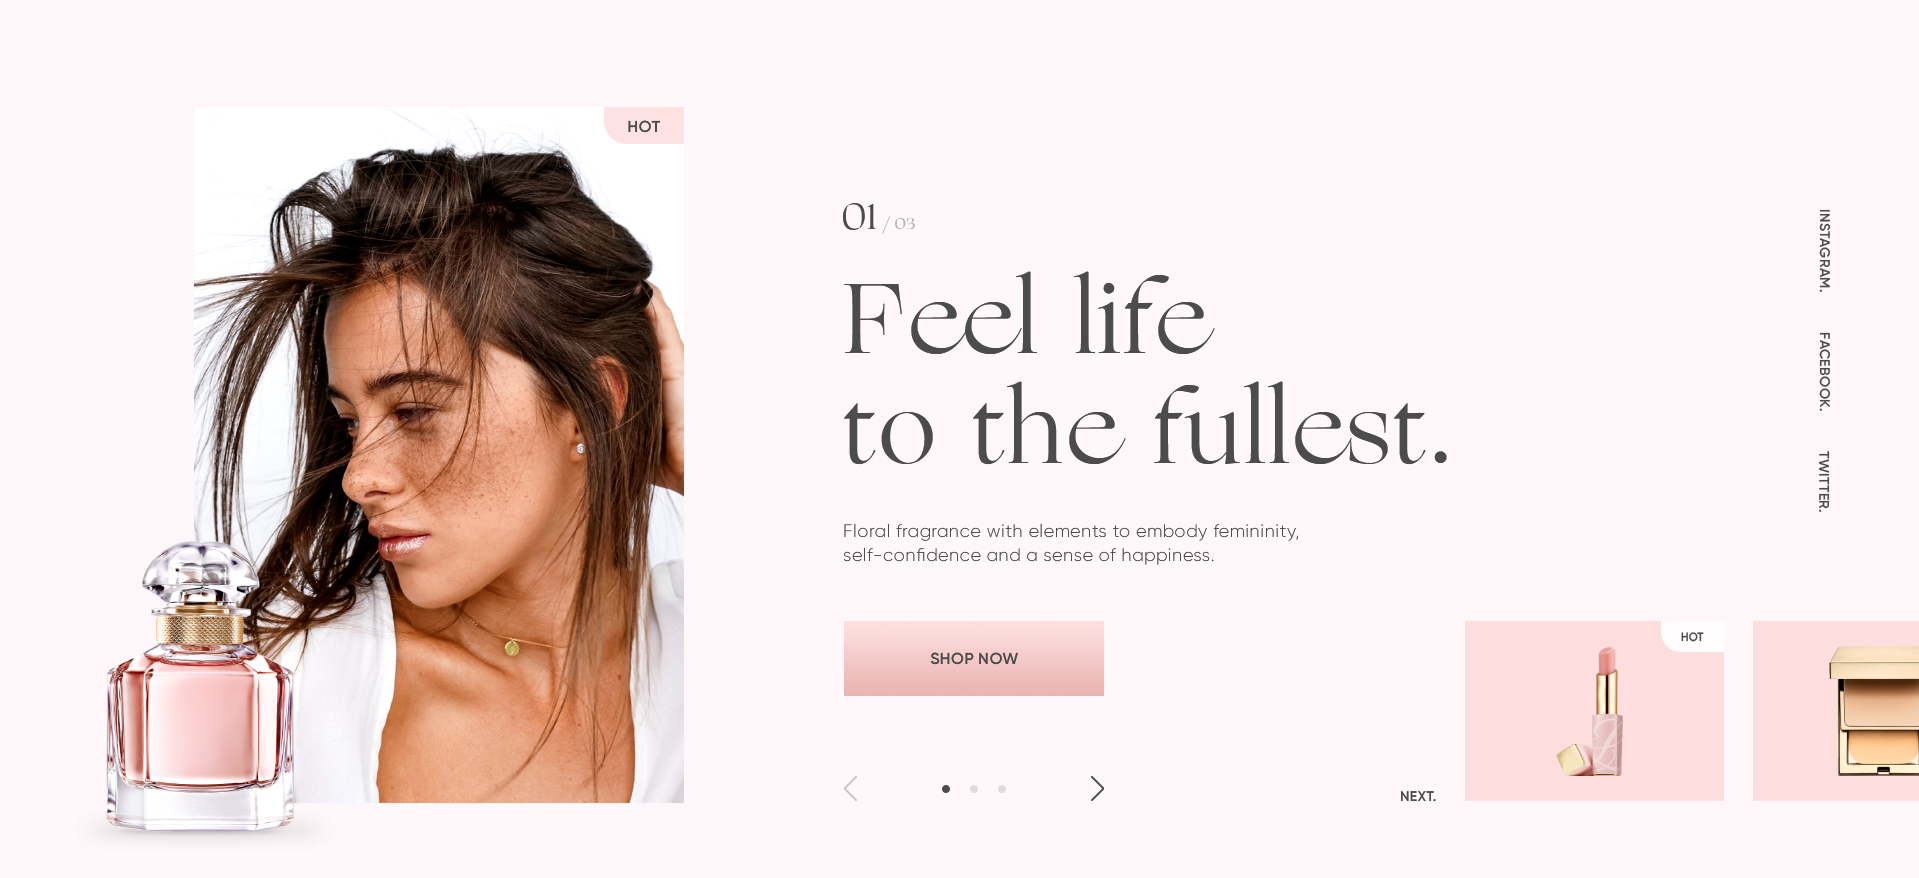 HOT
01 / 03
Feel life
to the fullest.
Floral fragrance with elements to embody femininity,
self-confidence and a sense of happiness.
SHOP NOW
NEXT.
HOT
INSTAGRAM.
FACEBOOK.
TWITTER.